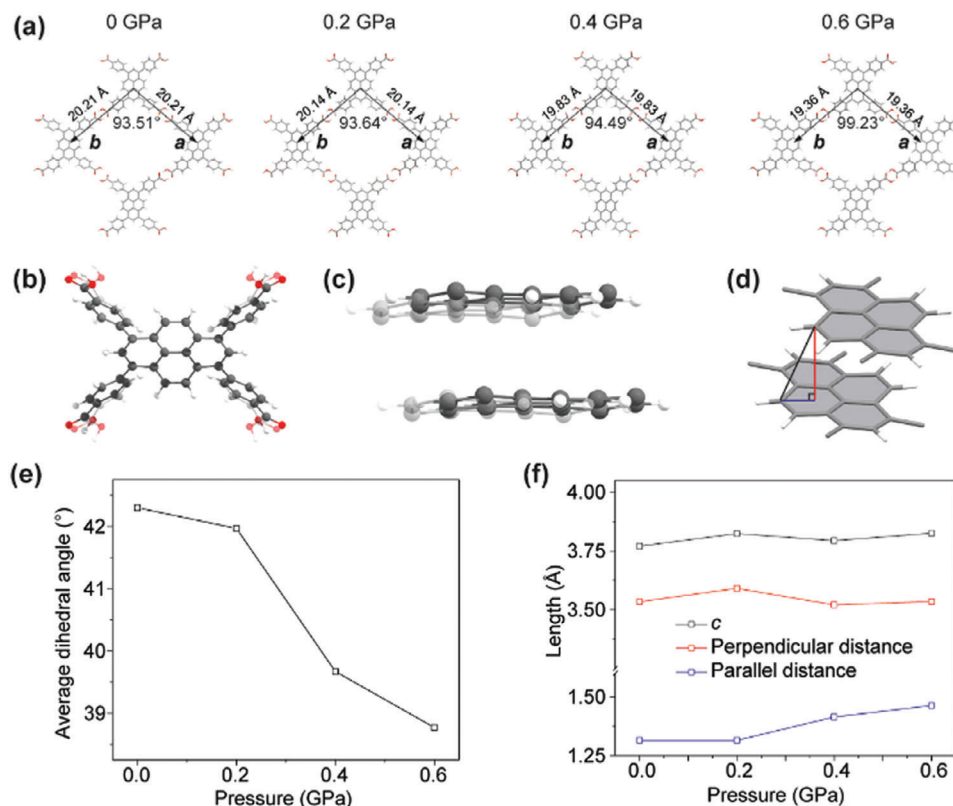 (a) 0 GPa 0.2 GPa 0.4 GPa 0.6 GPa
20.21 Å 20.21 Å 20.14 Å 20.14 Å 19.83 Å 19.83 Å 19.36 Å 19.36 Å
93.51° 93.64° 94.49° 99.23°
b a b a b a b a
(b) (c) (d)
(e)
Average dihedral angle (°)
42
41
40
39
0.0 0.2 0.4 0.6
Pressure (GPa)
(f)
Length (Å)
4.00
3.75
3.50
1.50
1.25
c
Perpendicular distance
Parallel distance
0.0 0.2 0.4 0.6
Pressure (GPa)